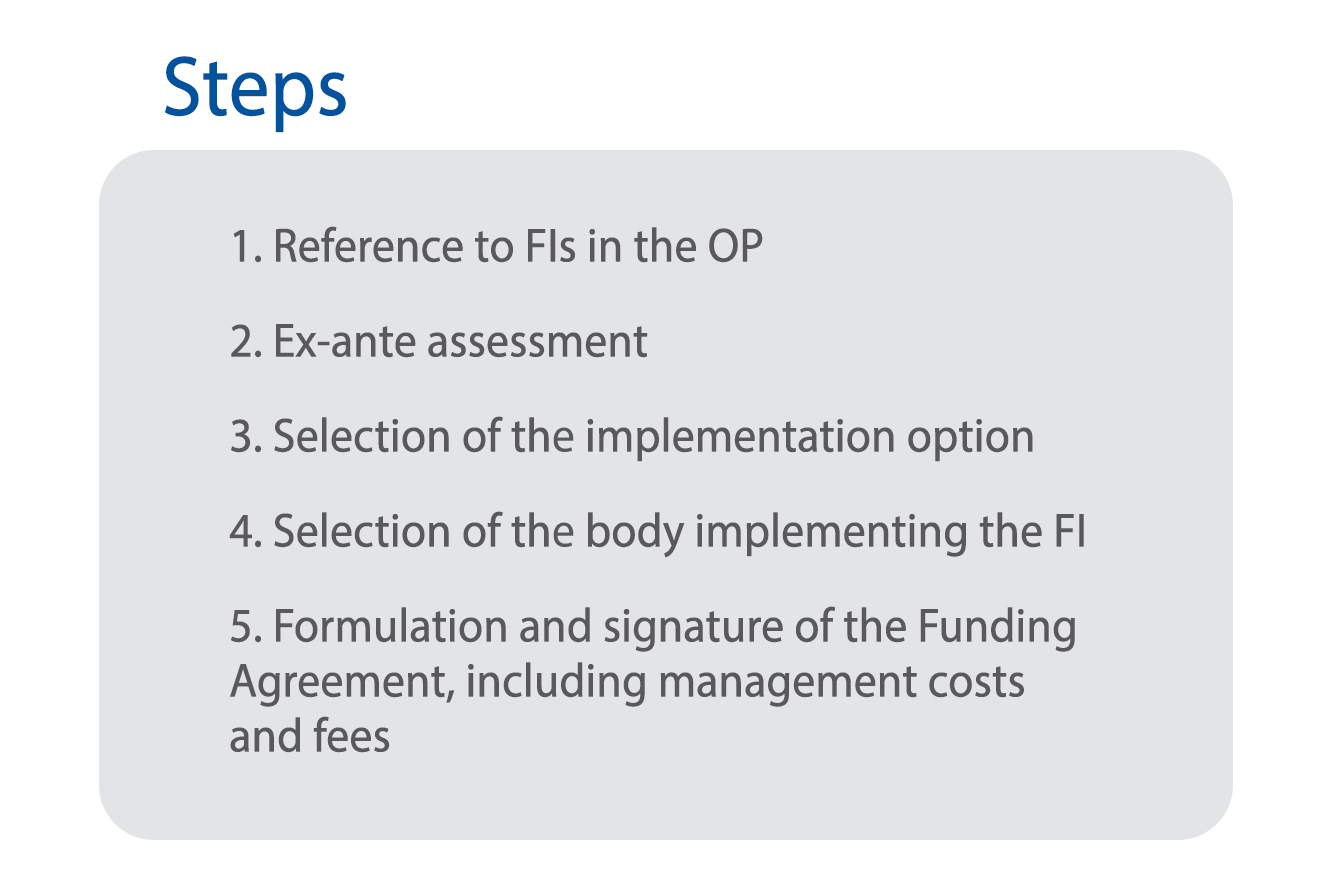 Steps
1. Reference to FIs in the OP
2. Ex-ante assessment
3. Selection of the implementation option
4. Selection of the body implementing the FI
5. Formulation and signature of the Funding
Agreement, including management costs
and fees